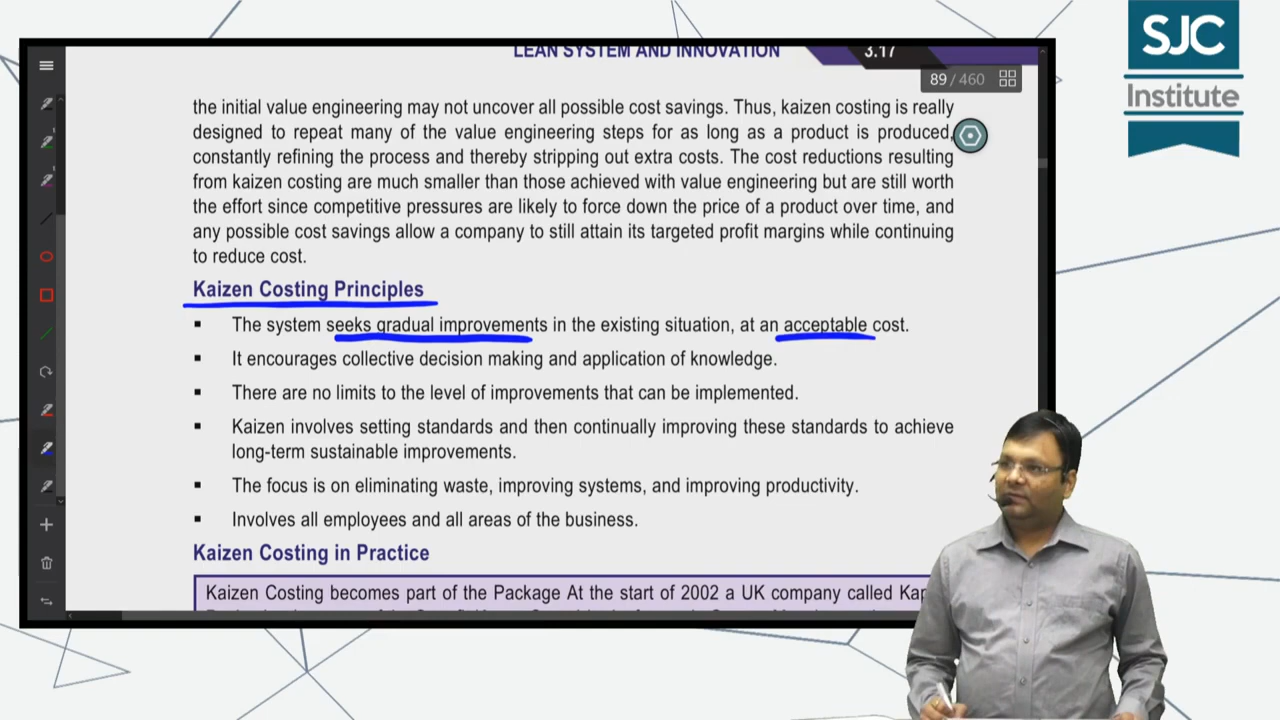 LEAN SYSTEM AND INNOVATION 3.17
89 / 460
SJC
Institute
the initial value engineering may not uncover all possible cost savings. Thus, kaizen costing is really
designed to repeat many of the value engineering steps for as long as a product is produced,
constantly refining the process and thereby stripping out extra costs. The cost reductions resulting
from kaizen costing are much smaller than those achieved with value engineering but are still worth
the effort since competitive pressures are likely to force down the price of a product over time, and
any possible cost savings allow a company to still attain its targeted profit margins while continuing
to reduce cost.
Kaizen Costing Principles
▪ The system seeks gradual improvements in the existing situation, at an acceptable cost.
▪ It encourages collective decision making and application of knowledge.
▪ There are no limits to the level of improvements that can be implemented.
▪ Kaizen involves setting standards and then continually improving these standards to achieve
long-term sustainable improvements.
▪ The focus is on eliminating waste, improving systems, and improving productivity.
▪ Involves all employees and all areas of the business.
Kaizen Costing in Practice
Kaizen Costing becomes part of the Package At the start of 2002 a UK company called Kap